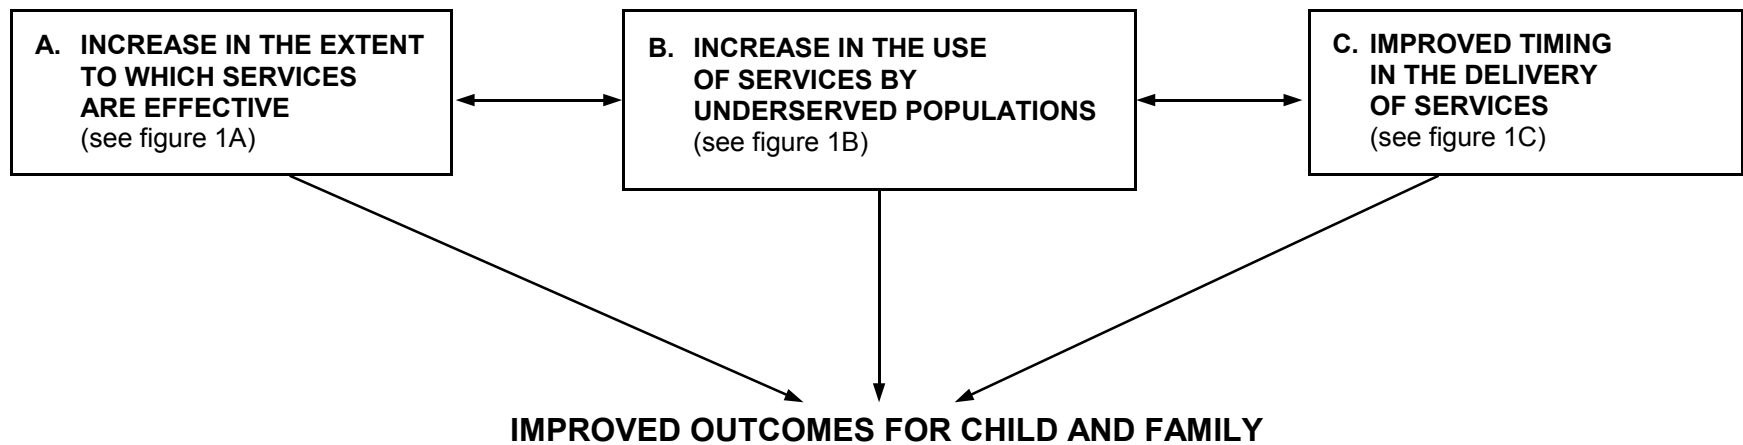 A. INCREASE IN THE EXTENT
TO WHICH SERVICES
ARE EFFECTIVE
(see figure 1A)
B. INCREASE IN THE USE
OF SERVICES BY
UNDERSERVED POPULATIONS
(see figure 1B)
C. IMPROVED TIMING
IN THE DELIVERY
OF SERVICES
(see figure 1C)
IMPROVED OUTCOMES FOR CHILD AND FAMILY